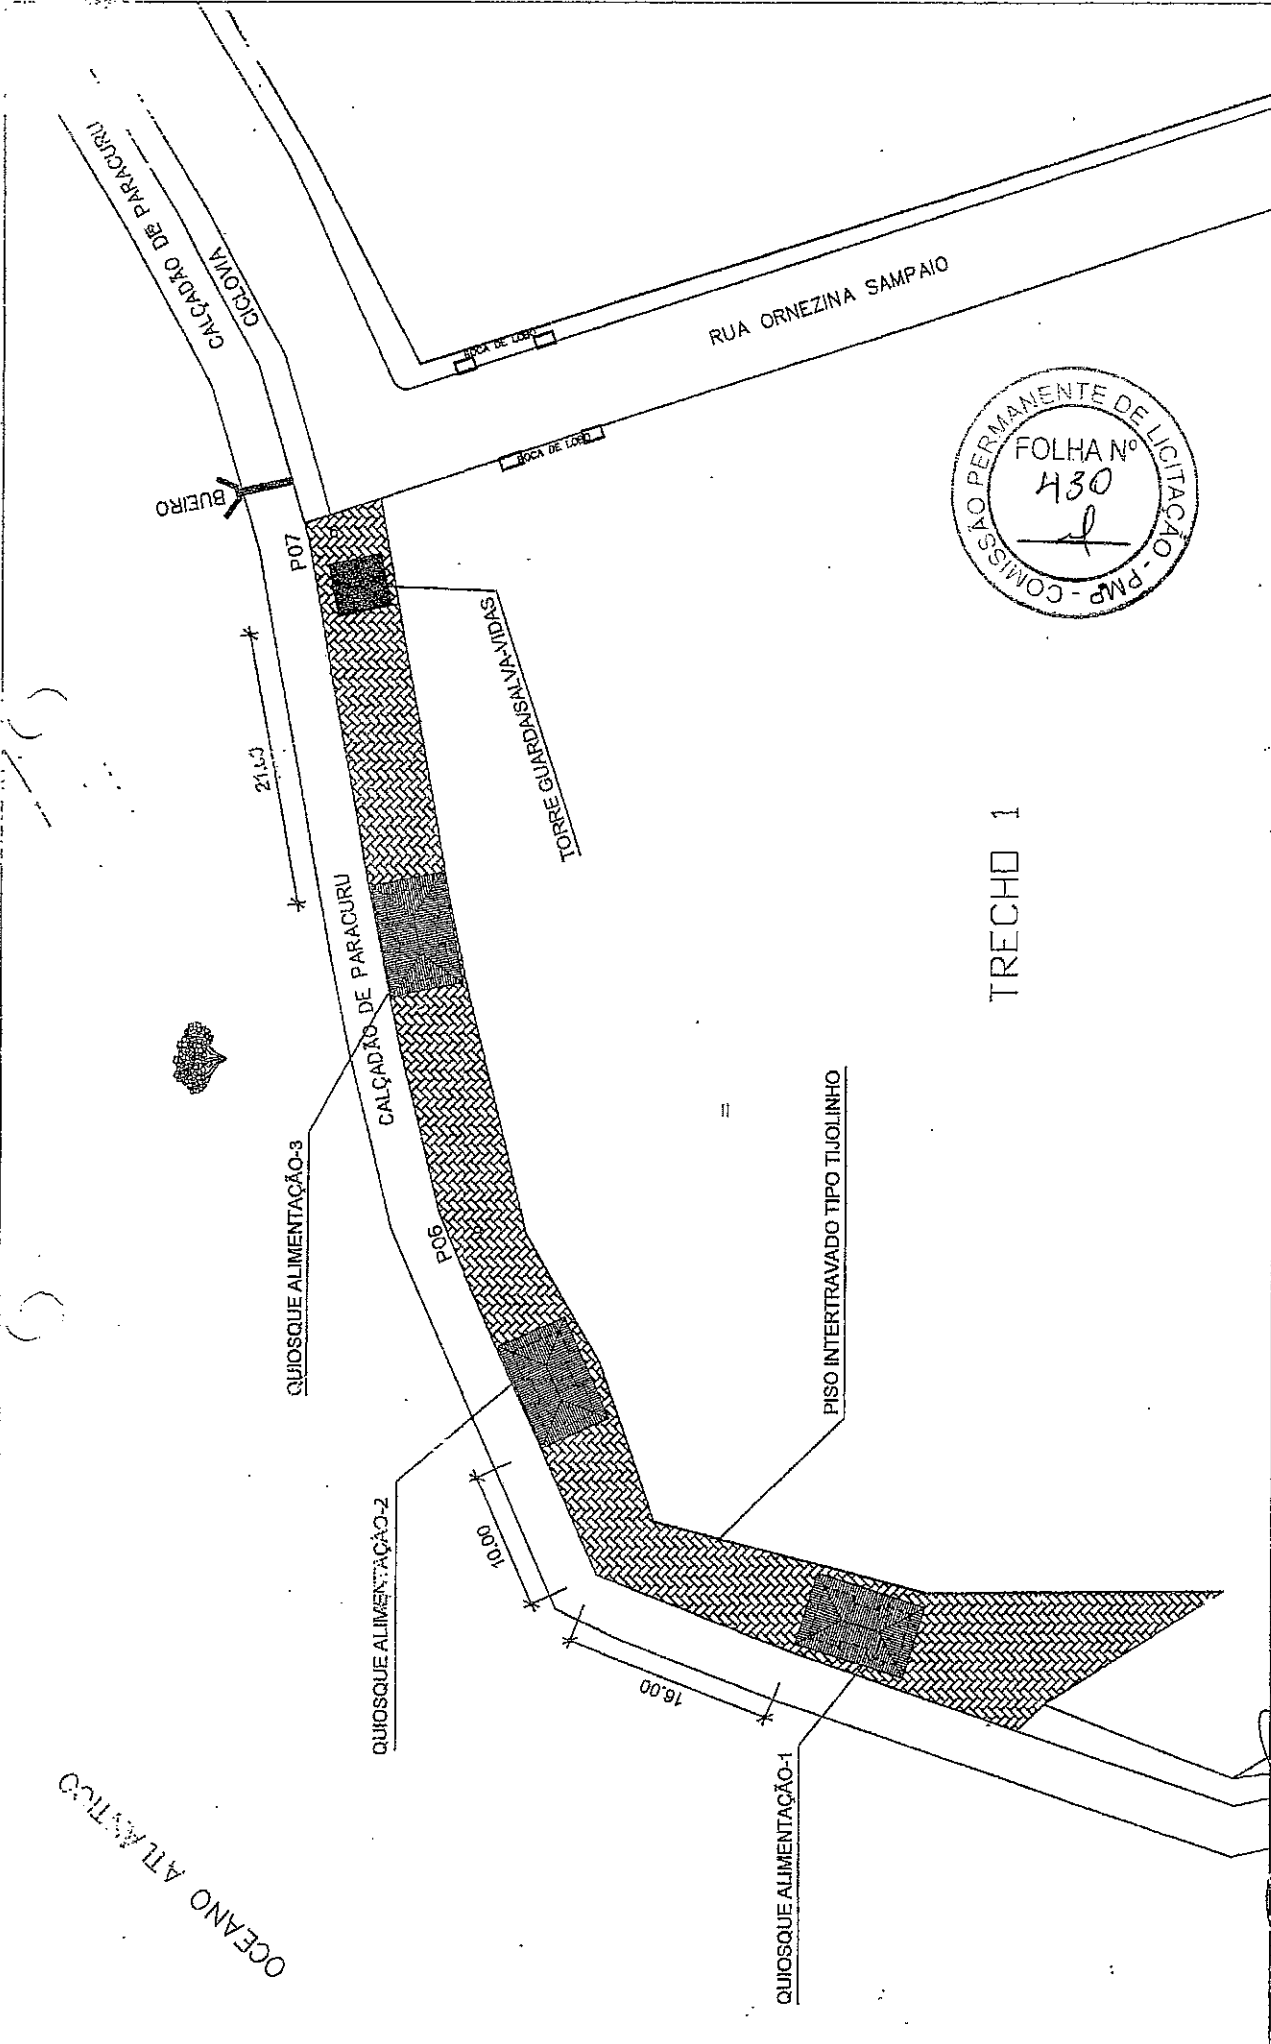 OCEANO ATLÂNTICO
QUIOSQUE ALIMENTAÇÃO-1
QUIOSQUE ALIMENTAÇÃO-2
QUIOSQUE ALIMENTAÇÃO-3
16.00
10.00
P06
CALÇADÃO DE PARACURU
P07
BUEIRO
CALÇADÃO DE PARACURU
CICLOVIA
TORRE GUARDA/SALVA-VIDAS
BOCA DE LOBO
BOCA DE LOBO
RUA ORNEZINA SAMPAIO
PISO INTERTRAVADO TIPO TIJOLINHO
TRECHO 1
COMISSÃO PERMANENTE DE LICITAÇÃO - PMP -
FOLHA Nº
430